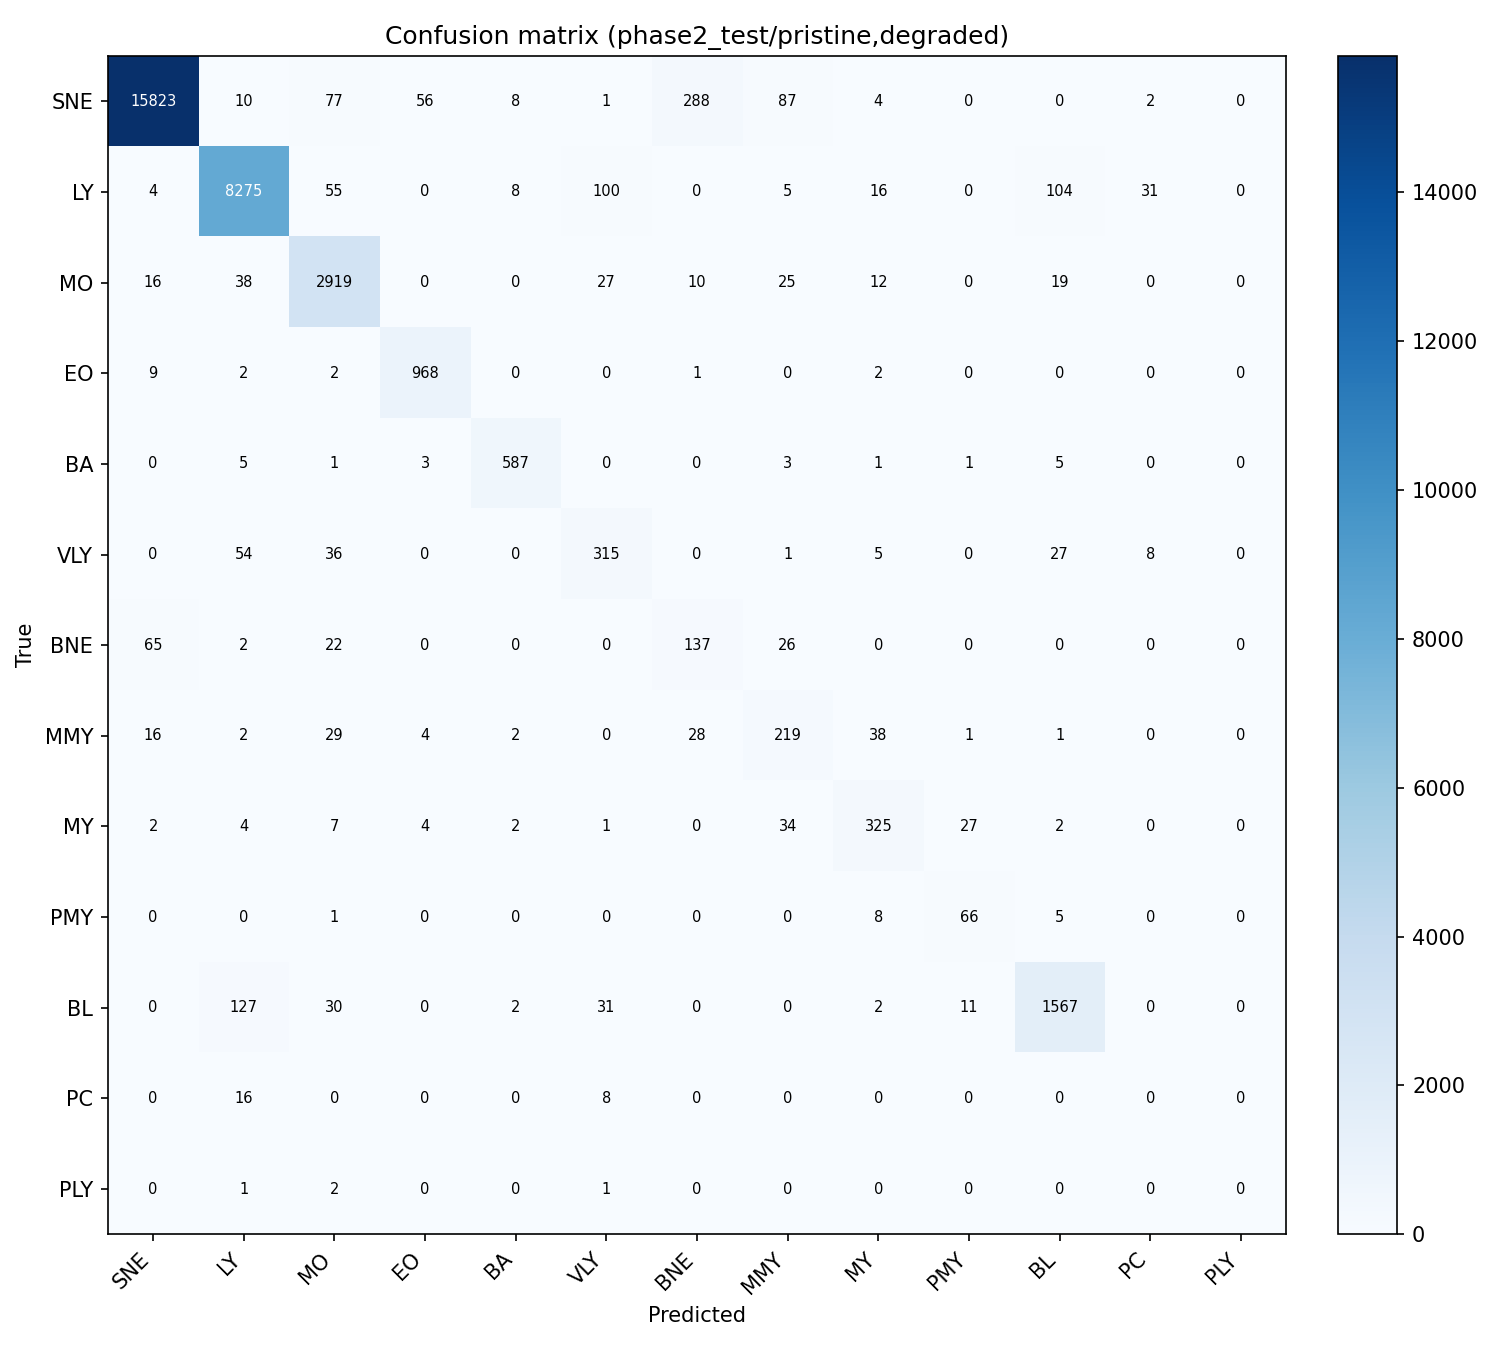 Confusion matrix (phase2_test/pristine,degraded)
SNE 15823 10 77 56 8 1 288 87 4 0 0 2 0
LY 4 8275 55 0 8 100 0 5 16 0 104 31 0
MO 16 38 2919 0 0 27 10 25 12 0 19 0 0
EO 9 2 2 968 0 0 1 0 2 0 0 0 0
BA 0 5 1 3 587 0 0 3 1 1 5 0 0
VLY 0 54 36 0 0 315 0 1 5 0 27 8 0
BNE 65 2 22 0 0 0 137 26 0 0 0 0 0
MMY 16 2 29 4 2 0 28 219 38 1 1 0 0
MY 2 4 7 4 2 1 0 34 325 27 2 0 0
PMY 0 0 1 0 0 0 0 0 8 66 5 0 0
BL 0 127 30 0 2 31 0 0 2 11 1567 0 0
PC 0 16 0 0 0 8 0 0 0 0 0 0 0
PLY 0 1 2 0 0 1 0 0 0 0 0 0 0
SNE LY MO EO BA VLY BNE MMY MY PMY BL PC PLY
Predicted
True
14000
12000
10000
8000
6000
4000
2000
0